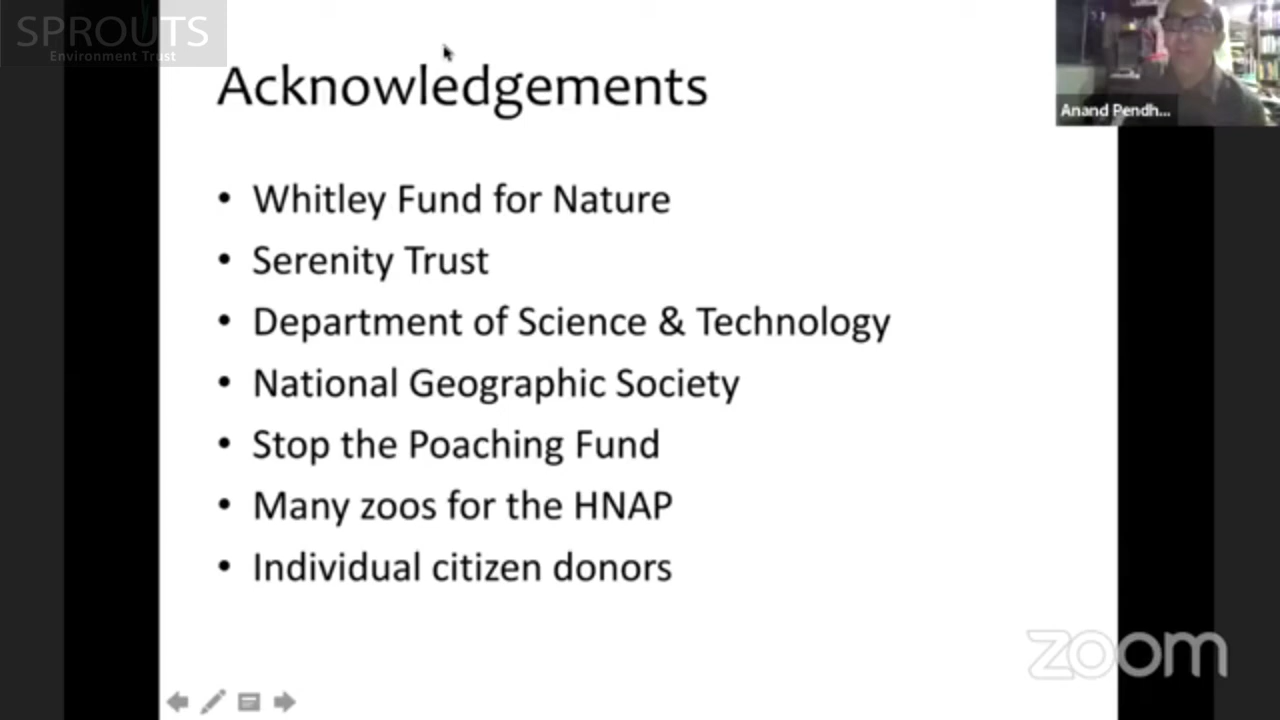 SPROUTS
Environment Trust
Acknowledgements
Anand Pendh...
• Whitley Fund for Nature
• Serenity Trust
• Department of Science & Technology
• National Geographic Society
• Stop the Poaching Fund
• Many zoos for the HNAP
• Individual citizen donors
zoom